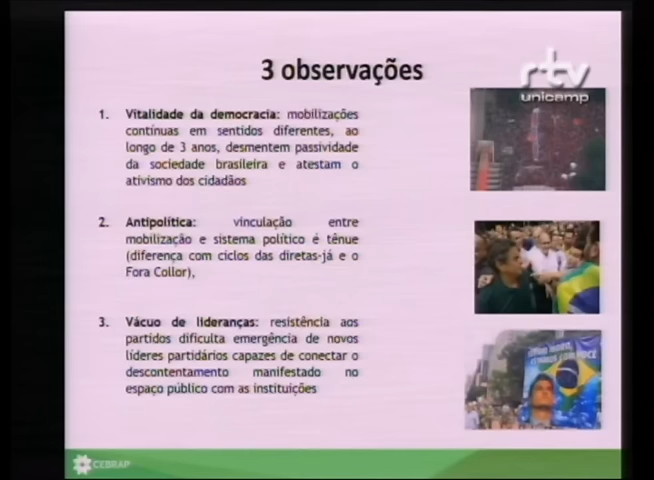 3 observações
rtv
unicamp
1. Vitalidade da democracia: mobilizações
contínuas em sentidos diferentes, ao
longo de 3 anos, desmentem passividade
da sociedade brasileira e atestam o
ativismo dos cidadãos
2. Antipolítica: vinculação entre
mobilização e sistema político é tênue
(diferença com ciclos das diretas-já e o
Fora Collor),
3. Vácuo de lideranças: resistência aos
partidos dificulta emergência de novos
líderes partidários capazes de conectar o
descontentamento manifestado no
espaço público com as instituições
CEBRAP